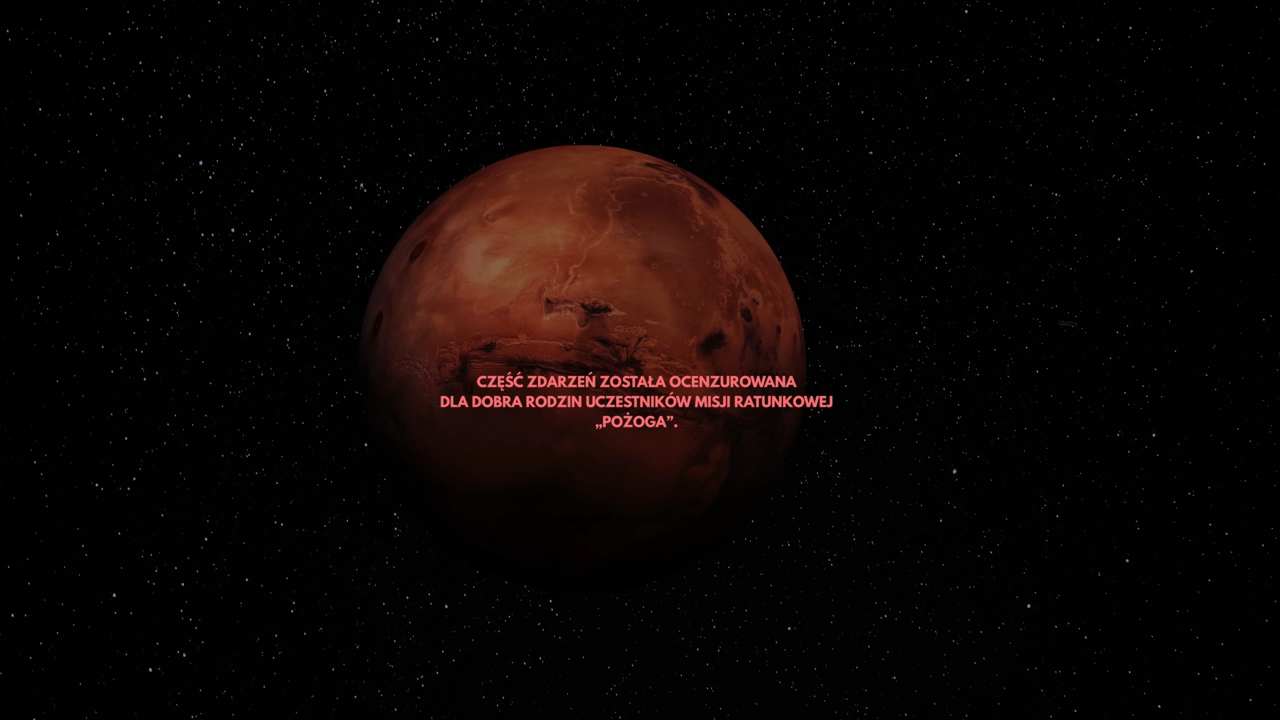 CZĘŚĆ ZDARZEŃ ZOSTAŁA OCENZUROWANA
DLA DOBRA RODZIN UCZESTNIKÓW MISJI RATUNKOWEJ
„POŻOGA”.